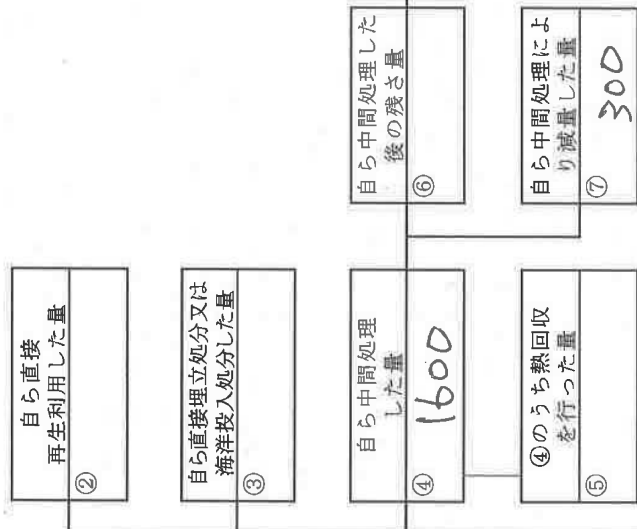 自ら直接
再生利用した量
②
自ら直接埋立処分又は
海洋投入処分した量
③
自ら中間処理
した量
④
1600
④のうち熱回収
を行った量
⑤
自ら中間処理した
後の残さ量
⑥
自ら中間処理によ
り減量した量
⑦
300